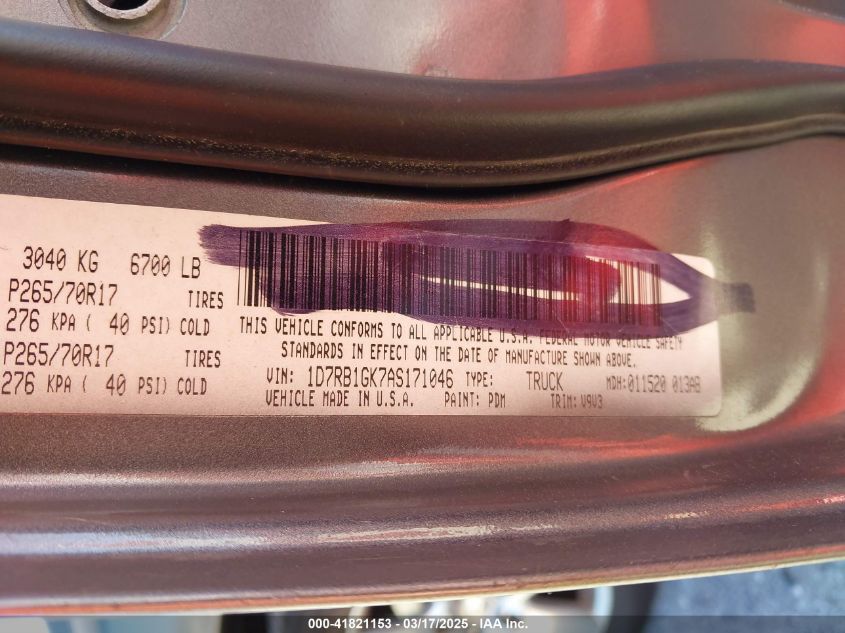 3040 KG 6700 LB
P265/70R17 TIRES
276 KPA ( 40 PSI) COLD
P265/70R17 TIRES
276 KPA ( 40 PSI) COLD
THIS VEHICLE CONFORMS TO ALL APPLICABLE U.S.A. FEDERAL MOTOR VEHICLE SAFETY
STANDARDS IN EFFECT ON THE DATE OF MANUFACTURE SHOWN ABOVE.
VIN: 1D7RB1GK7AS171046 TYPE: TRUCK MDH: 011520 013AB
VEHICLE MADE IN U.S.A. PAINT: PDM TRIM: V9V3
000-41821153 - 03/17/2025 - IAA Inc.